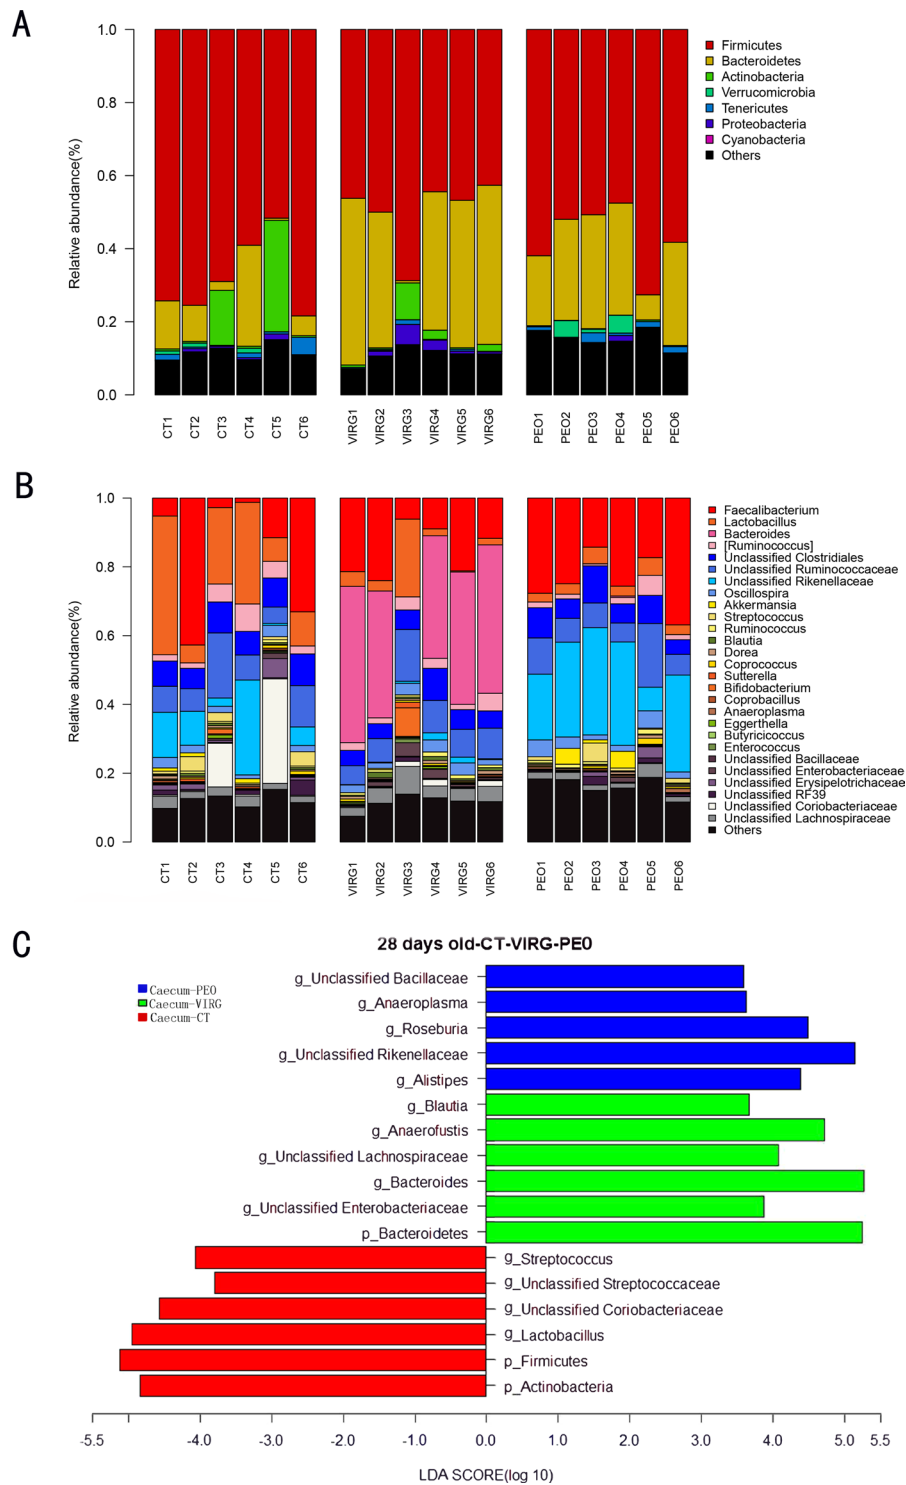 A
Relative abundance(%)
1.0
0.8
0.6
0.4
0.2
0.0
CT1
CT2
CT3
CT4
CT5
CT6
VIRG1
VIRG2
VIRG3
VIRG4
VIRG5
VIRG6
PEO1
PEO2
PEO3
PEO4
PEO5
PEO6
Firmicutes
Bacteroidetes
Actinobacteria
Verrucomicrobia
Tenericutes
Proteobacteria
Cyanobacteria
Others
B
Relative abundance(%)
1.0
0.8
0.6
0.4
0.2
0.0
CT1
CT2
CT3
CT4
CT5
CT6
VIRG1
VIRG2
VIRG3
VIRG4
VIRG5
VIRG6
PEO1
PEO2
PEO3
PEO4
PEO5
PEO6
Faecalibacterium
Lactobacillus
Bacteroides
[Ruminococcus]
Unclassified Clostridiales
Unclassified Ruminococcaceae
Unclassified Rikenellaceae
Oscillospira
Akkermansia
Streptococcus
Ruminococcus
Blautia
Dorea
Coprococcus
Sutterella
Bifidobacterium
Coprobacillus
Anaeroplasma
Eggerthella
Butyricicoccus
Enterococcus
Unclassified Bacillaceae
Unclassified Enterobacteriaceae
Unclassified Erysipelotrichaceae
Unclassified RF39
Unclassified Coriobacteriaceae
Unclassified Lachnospiraceae
Others
C
28 days old-CT-VIRG-PE0
Caecum-PEO
Caecum-VIRG
Caecum-CT
g_Unclassified Bacillaceae
g_Anaeroplasma
g_Roseburia
g_Unclassified Rikenellaceae
g_Alistipes
g_Blautia
g_Anaerofustis
g_Unclassified Lachnospiraceae
g_Bacteroides
g_Unclassified Enterobacteriaceae
p_Bacteroidetes
g_Streptococcus
g_Unclassified Streptococcaceae
g_Unclassified Coriobacteriaceae
g_Lactobacillus
p_Firmicutes
p_Actinobacteria
-5.5 -4.0 -3.0 -2.0 -1.0 0.0 1.0 2.0 3.0 4.0 5.0 5.5
LDA SCORE(log 10)